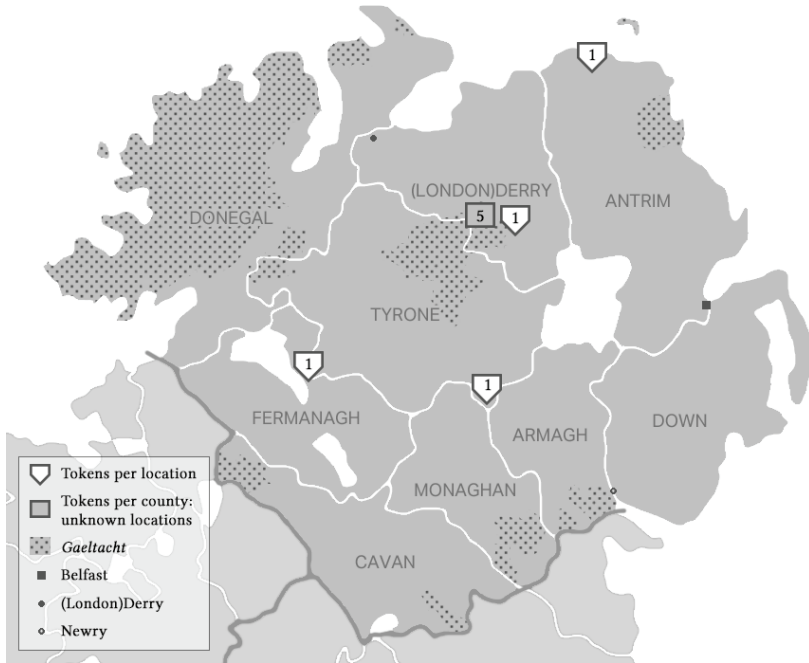 1
(LONDON)DERRY
ANTRIM
DONEGAL
5
1
TYRONE
1
1
FERMANAGH
DOWN
ARMAGH
MONAGHAN
CAVAN
Tokens per location
Tokens per county:
unknown locations
Gaeltacht
Belfast
(London)Derry
Newry